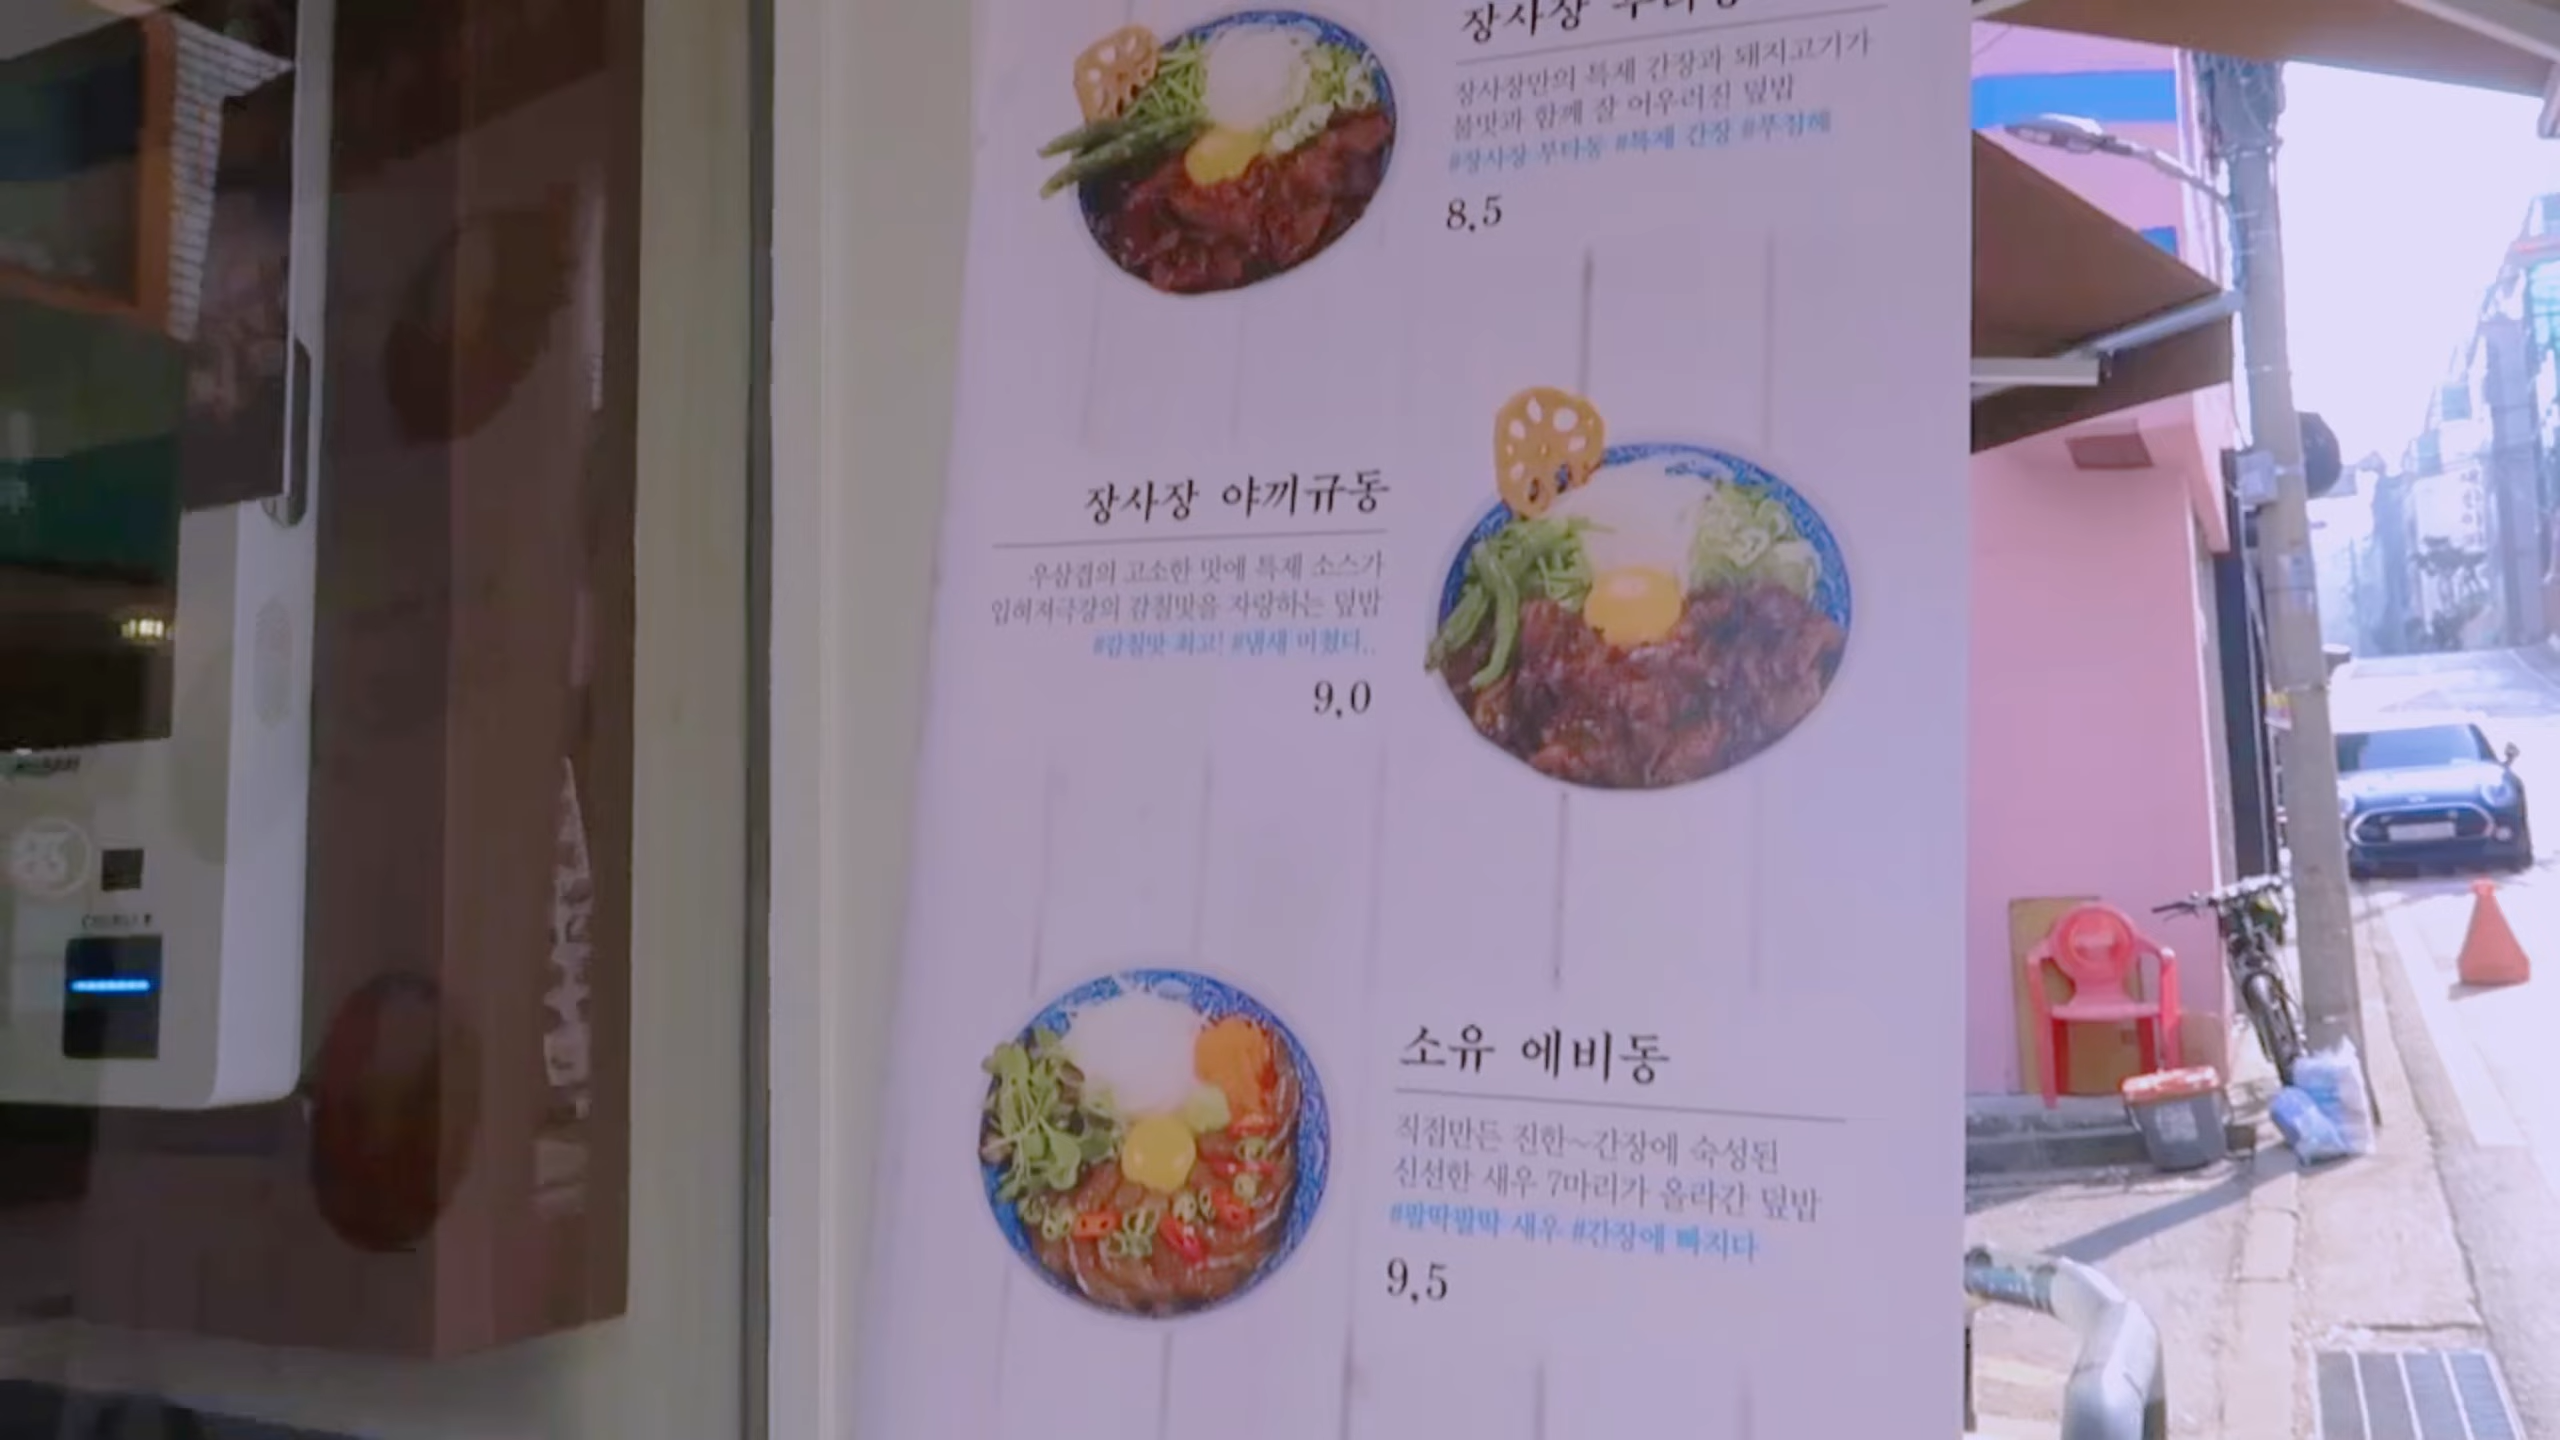 장사장 부타동
장사장만의 특제 간장과 돼지고기가
불맛과 함께 잘 어우러진 덮밥
#장사장 부타동 #특제 간장 #푸짐해
8.5
장사장 야끼규동
우삼겹의 고소한 맛에 특제 소스가
입혀져극강의 감칠맛을 자랑하는 덮밥
#감칠맛 최고! #냄새 미쳤다..
9.0
소유 에비동
직접만든 진한~간장에 숙성된
신선한 새우 7마리가 올라간 덮밥
#팔딱팔딱 새우 #간장에 빠지다
9.5